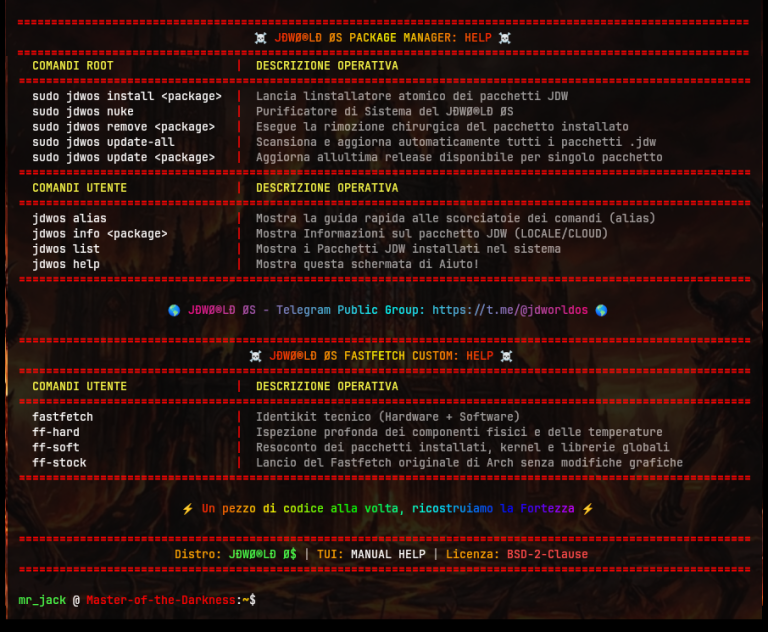 ☠ JĐWØ®LĐ ØS PACKAGE MANAGER: HELP ☠
COMANDI ROOT | DESCRIZIONE OPERATIVA
sudo jdwos install <package> | Lancia linstallatore atomico dei pacchetti JDW
sudo jdwos nuke | Purificatore di Sistema del JĐWØ®LĐ ØS
sudo jdwos remove <package> | Esegue la rimozione chirurgica del pacchetto installato
sudo jdwos update-all | Scansiona e aggiorna automaticamente tutti i pacchetti .jdw
sudo jdwos update <package> | Aggiorna allultima release disponibile per singolo pacchetto
COMANDI UTENTE | DESCRIZIONE OPERATIVA
jdwos alias | Mostra la guida rapida alle scorciatoie dei comandi (alias)
jdwos info <package> | Mostra Informazioni sul pacchetto JDW (LOCALE/CLOUD)
jdwos list | Mostra i Pacchetti JDW installati nel sistema
jdwos help | Mostra questa schermata di Aiuto!
🌎 JĐWØ®LĐ ØS - Telegram Public Group: https://t.me/@jdworldos 🌎
☠ JĐWØ®LĐ ØS FASTFETCH CUSTOM: HELP ☠
COMANDI UTENTE | DESCRIZIONE OPERATIVA
fastfetch | Identikit tecnico (Hardware + Software)
ff-hard | Ispezione profonda dei componenti fisici e delle temperature
ff-soft | Resoconto dei pacchetti installati, kernel e librerie globali
ff-stock | Lancio del Fastfetch originale di Arch senza modifiche grafiche
⚡ Un pezzo di codice alla volta, ricostruiamo la Fortezza ⚡
Distro: JĐWØ®LĐ Ø$ | TUI: MANUAL HELP | Licenza: BSD-2-Clause
mr_jack @ Master-of-the-Darkness:~$